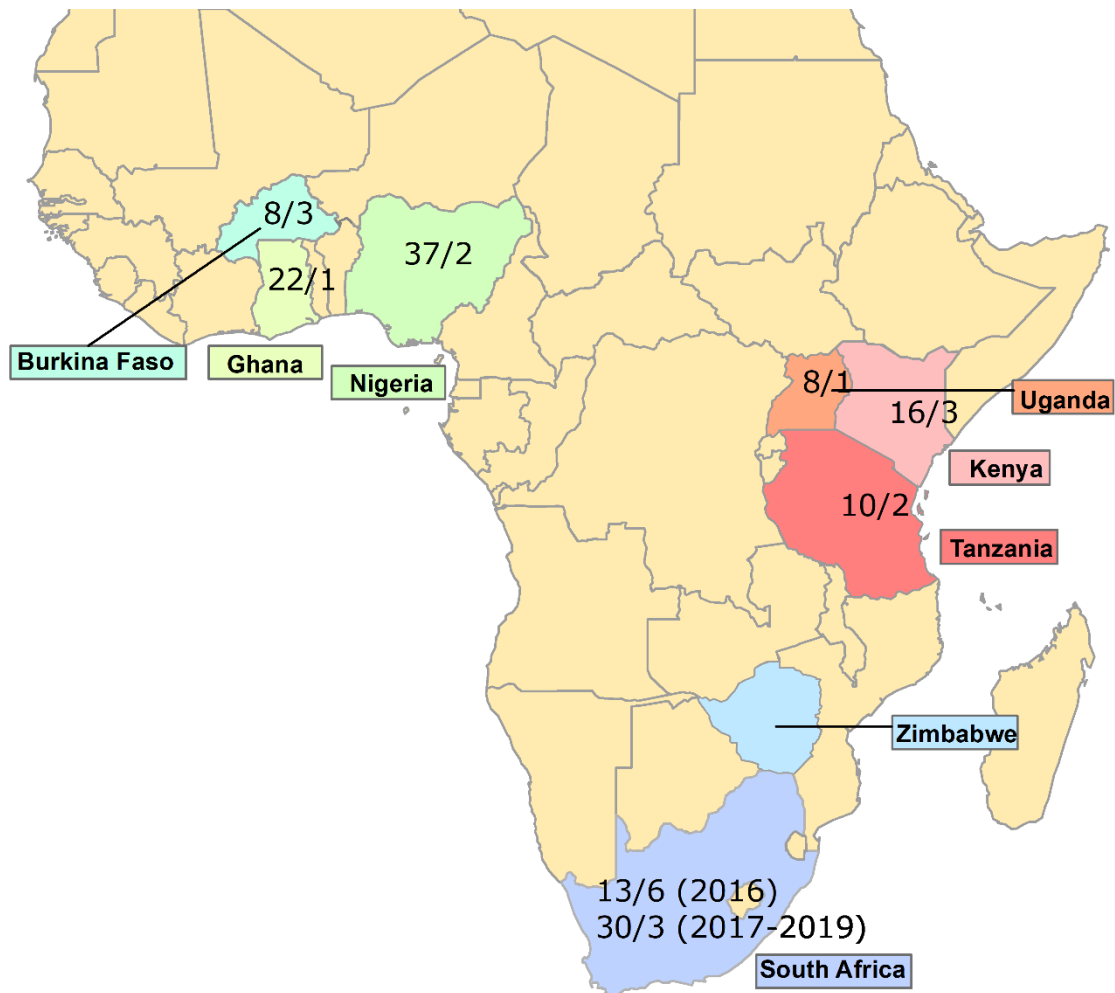 8/3
37/2
22/1
Burkina Faso
Ghana
Nigeria
8/1
Uganda
16/3
Kenya
10/2
Tanzania
Zimbabwe
13/6 (2016)
30/3 (2017-2019)
South Africa